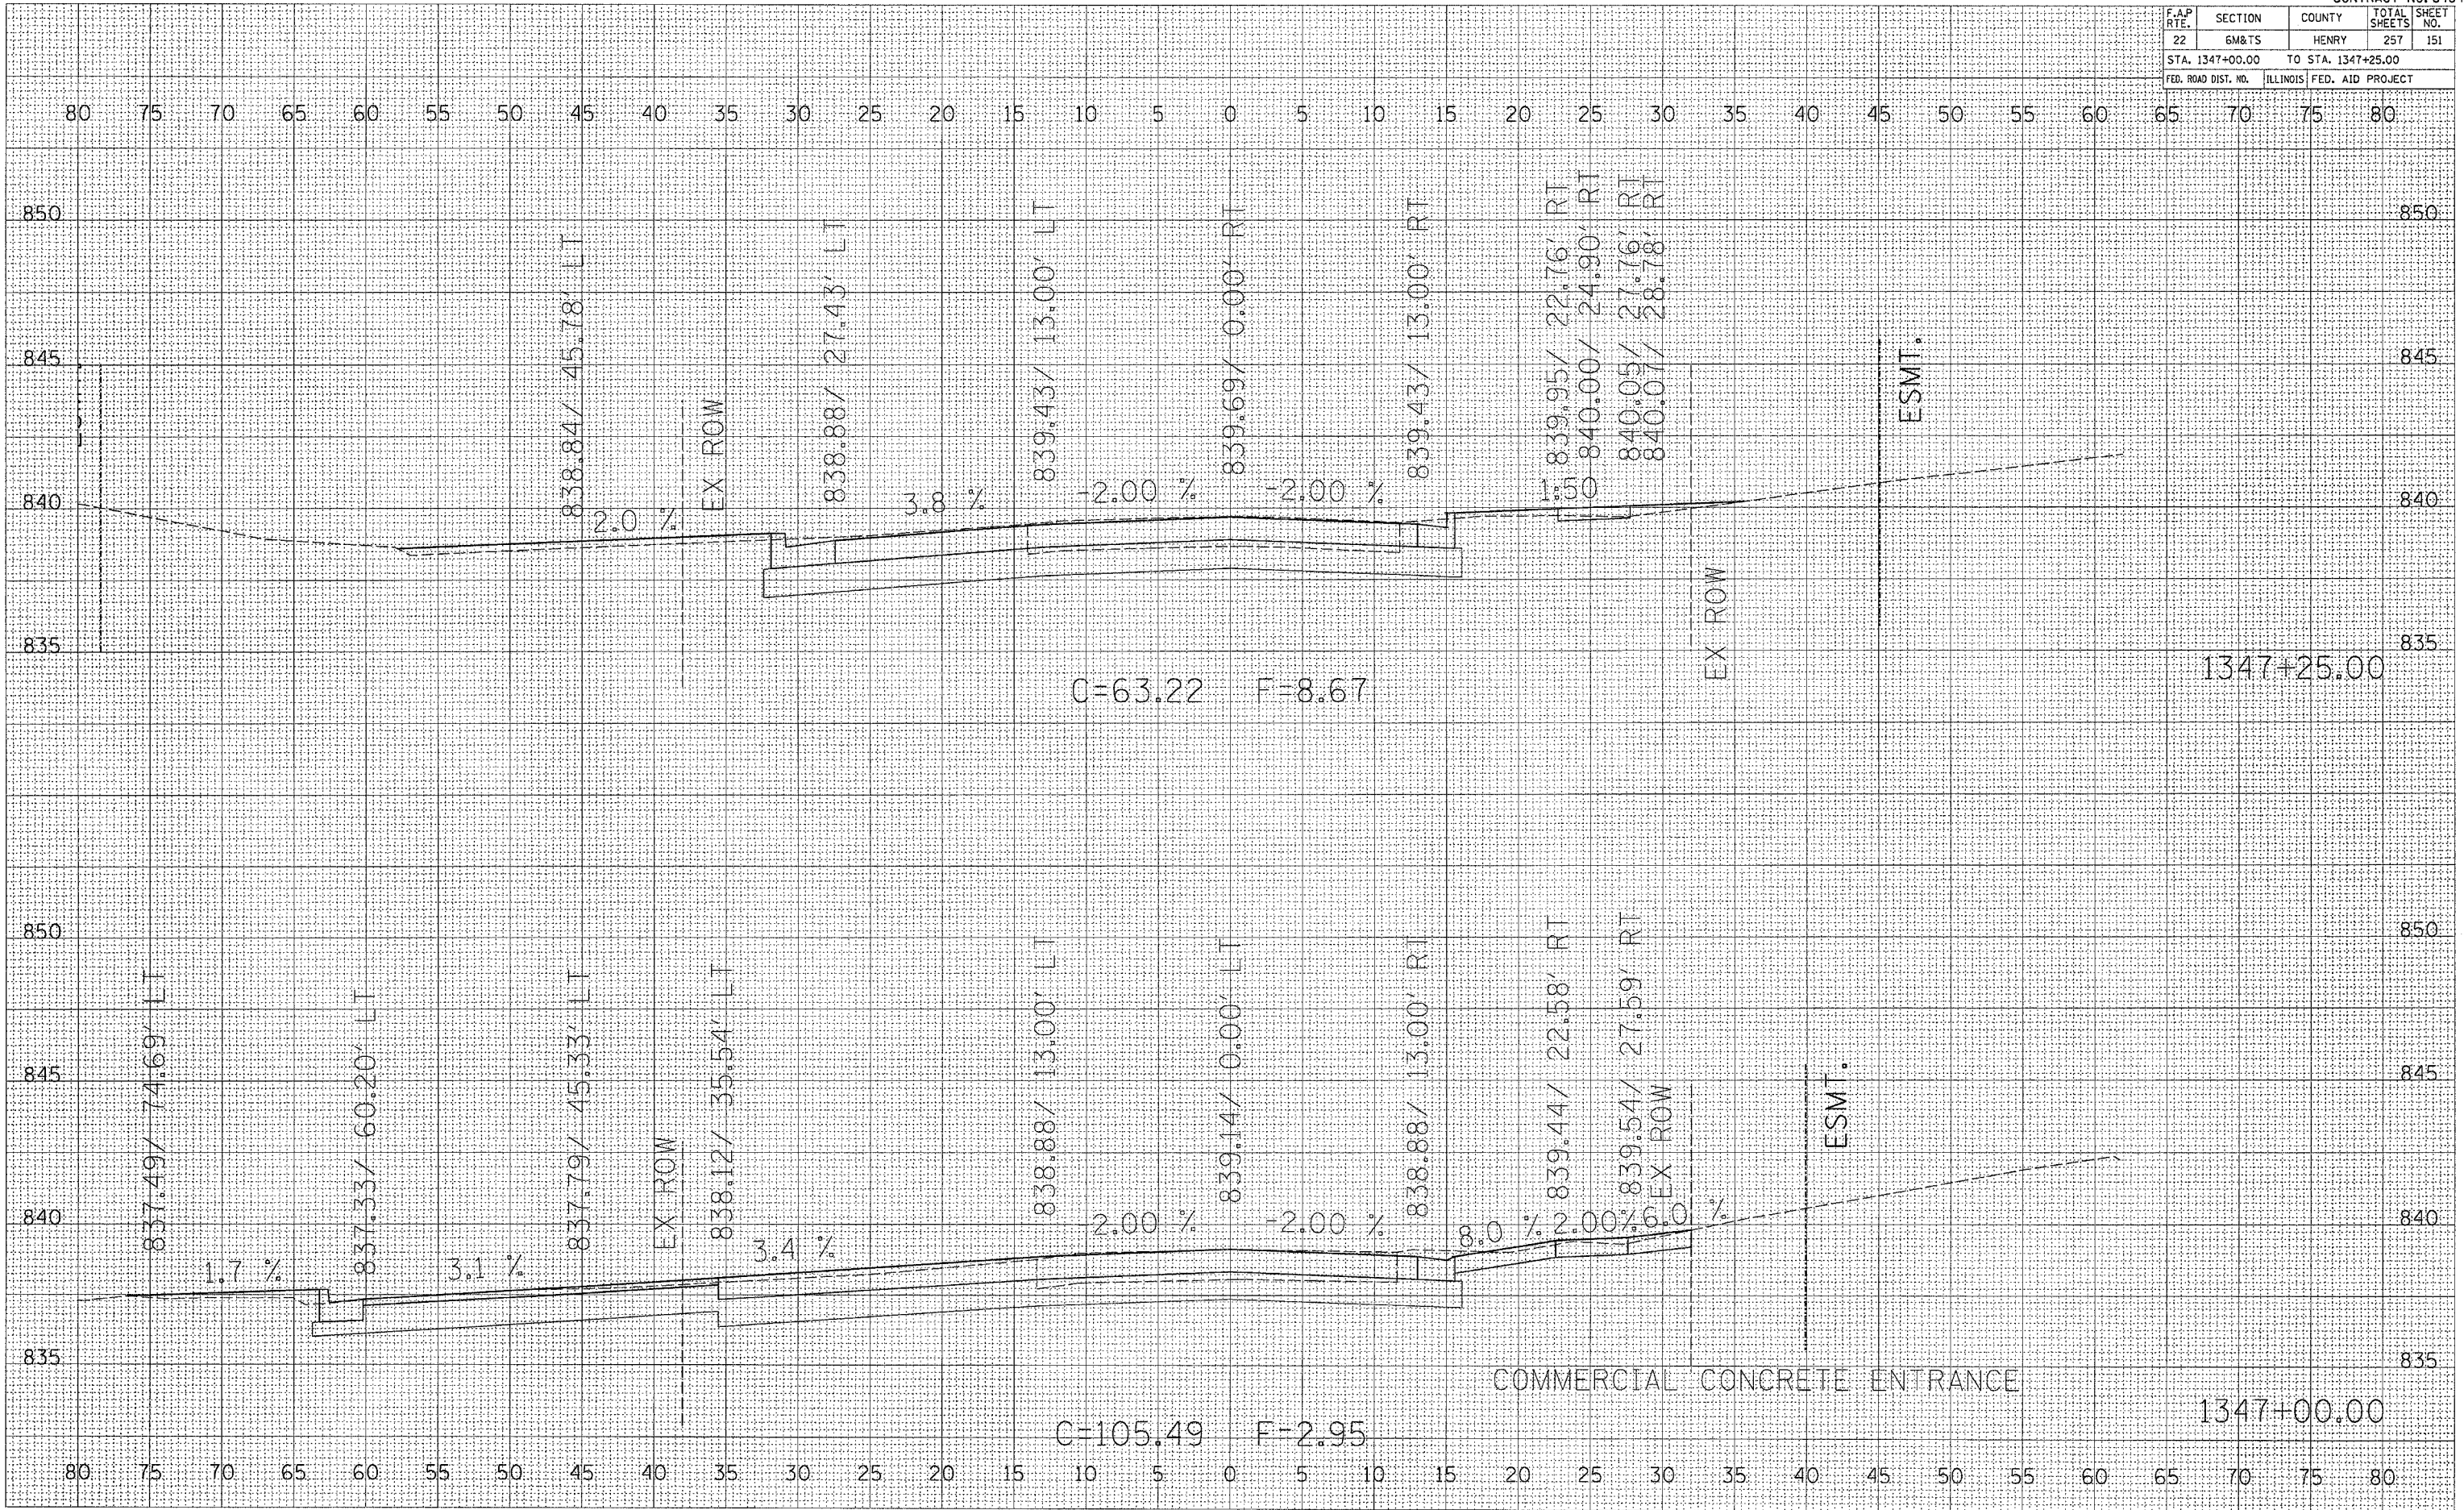 F.A.P RTE. SECTION COUNTY TOTAL SHEETS SHEET NO.
22 6M&TS HENRY 257 151
STA. 1347+00.00 TO STA. 1347+25.00
FED. ROAD DIST. NO. ILLINOIS FED. AID PROJECT
80 75 70 65 60 55 50 45 40 35 30 25 20 15 10 5 0 5 10 15 20 25 30 35 40 45 50 55 60 65 70 75 80
850 850
845 845
840 840
835 835
838.84/ 45.78' LT
EX ROW
838.88/ 27.43' LT
839.43/ 13.00' LT
839.69/ 0.00' RT
839.43/ 13.00' RT
839.95/ 22.76' RT
840.00/ 24.90' RT
840.05/ 27.76' RT
840.07/ 28.78' RT
EX ROW
ESMT.
2.0 % 3.8 % -2.00 % -2.00 % 1:50
1347+25.00
C=63.22 F=8.67
850 850
845 845
840 840
835 835
837.49/ 74.69' LT
837.33/ 60.20' LT
837.79/ 45.33' LT
EX ROW
838.12/ 35.54' LT
838.88/ 13.00' LT
839.14/ 0.00' LT
838.88/ 13.00' RT
839.44/ 22.58' RT
839.54/ 27.59' RT
EX ROW
ESMT.
1.7 % 3.1 % 3.4 % 2.00 % -2.00 % 8.0 % 2.00% 6.0 %
COMMERCIAL CONCRETE ENTRANCE
1347+00.00
C=105.49 F=2.95
80 75 70 65 60 55 50 45 40 35 30 25 20 15 10 5 0 5 10 15 20 25 30 35 40 45 50 55 60 65 70 75 80